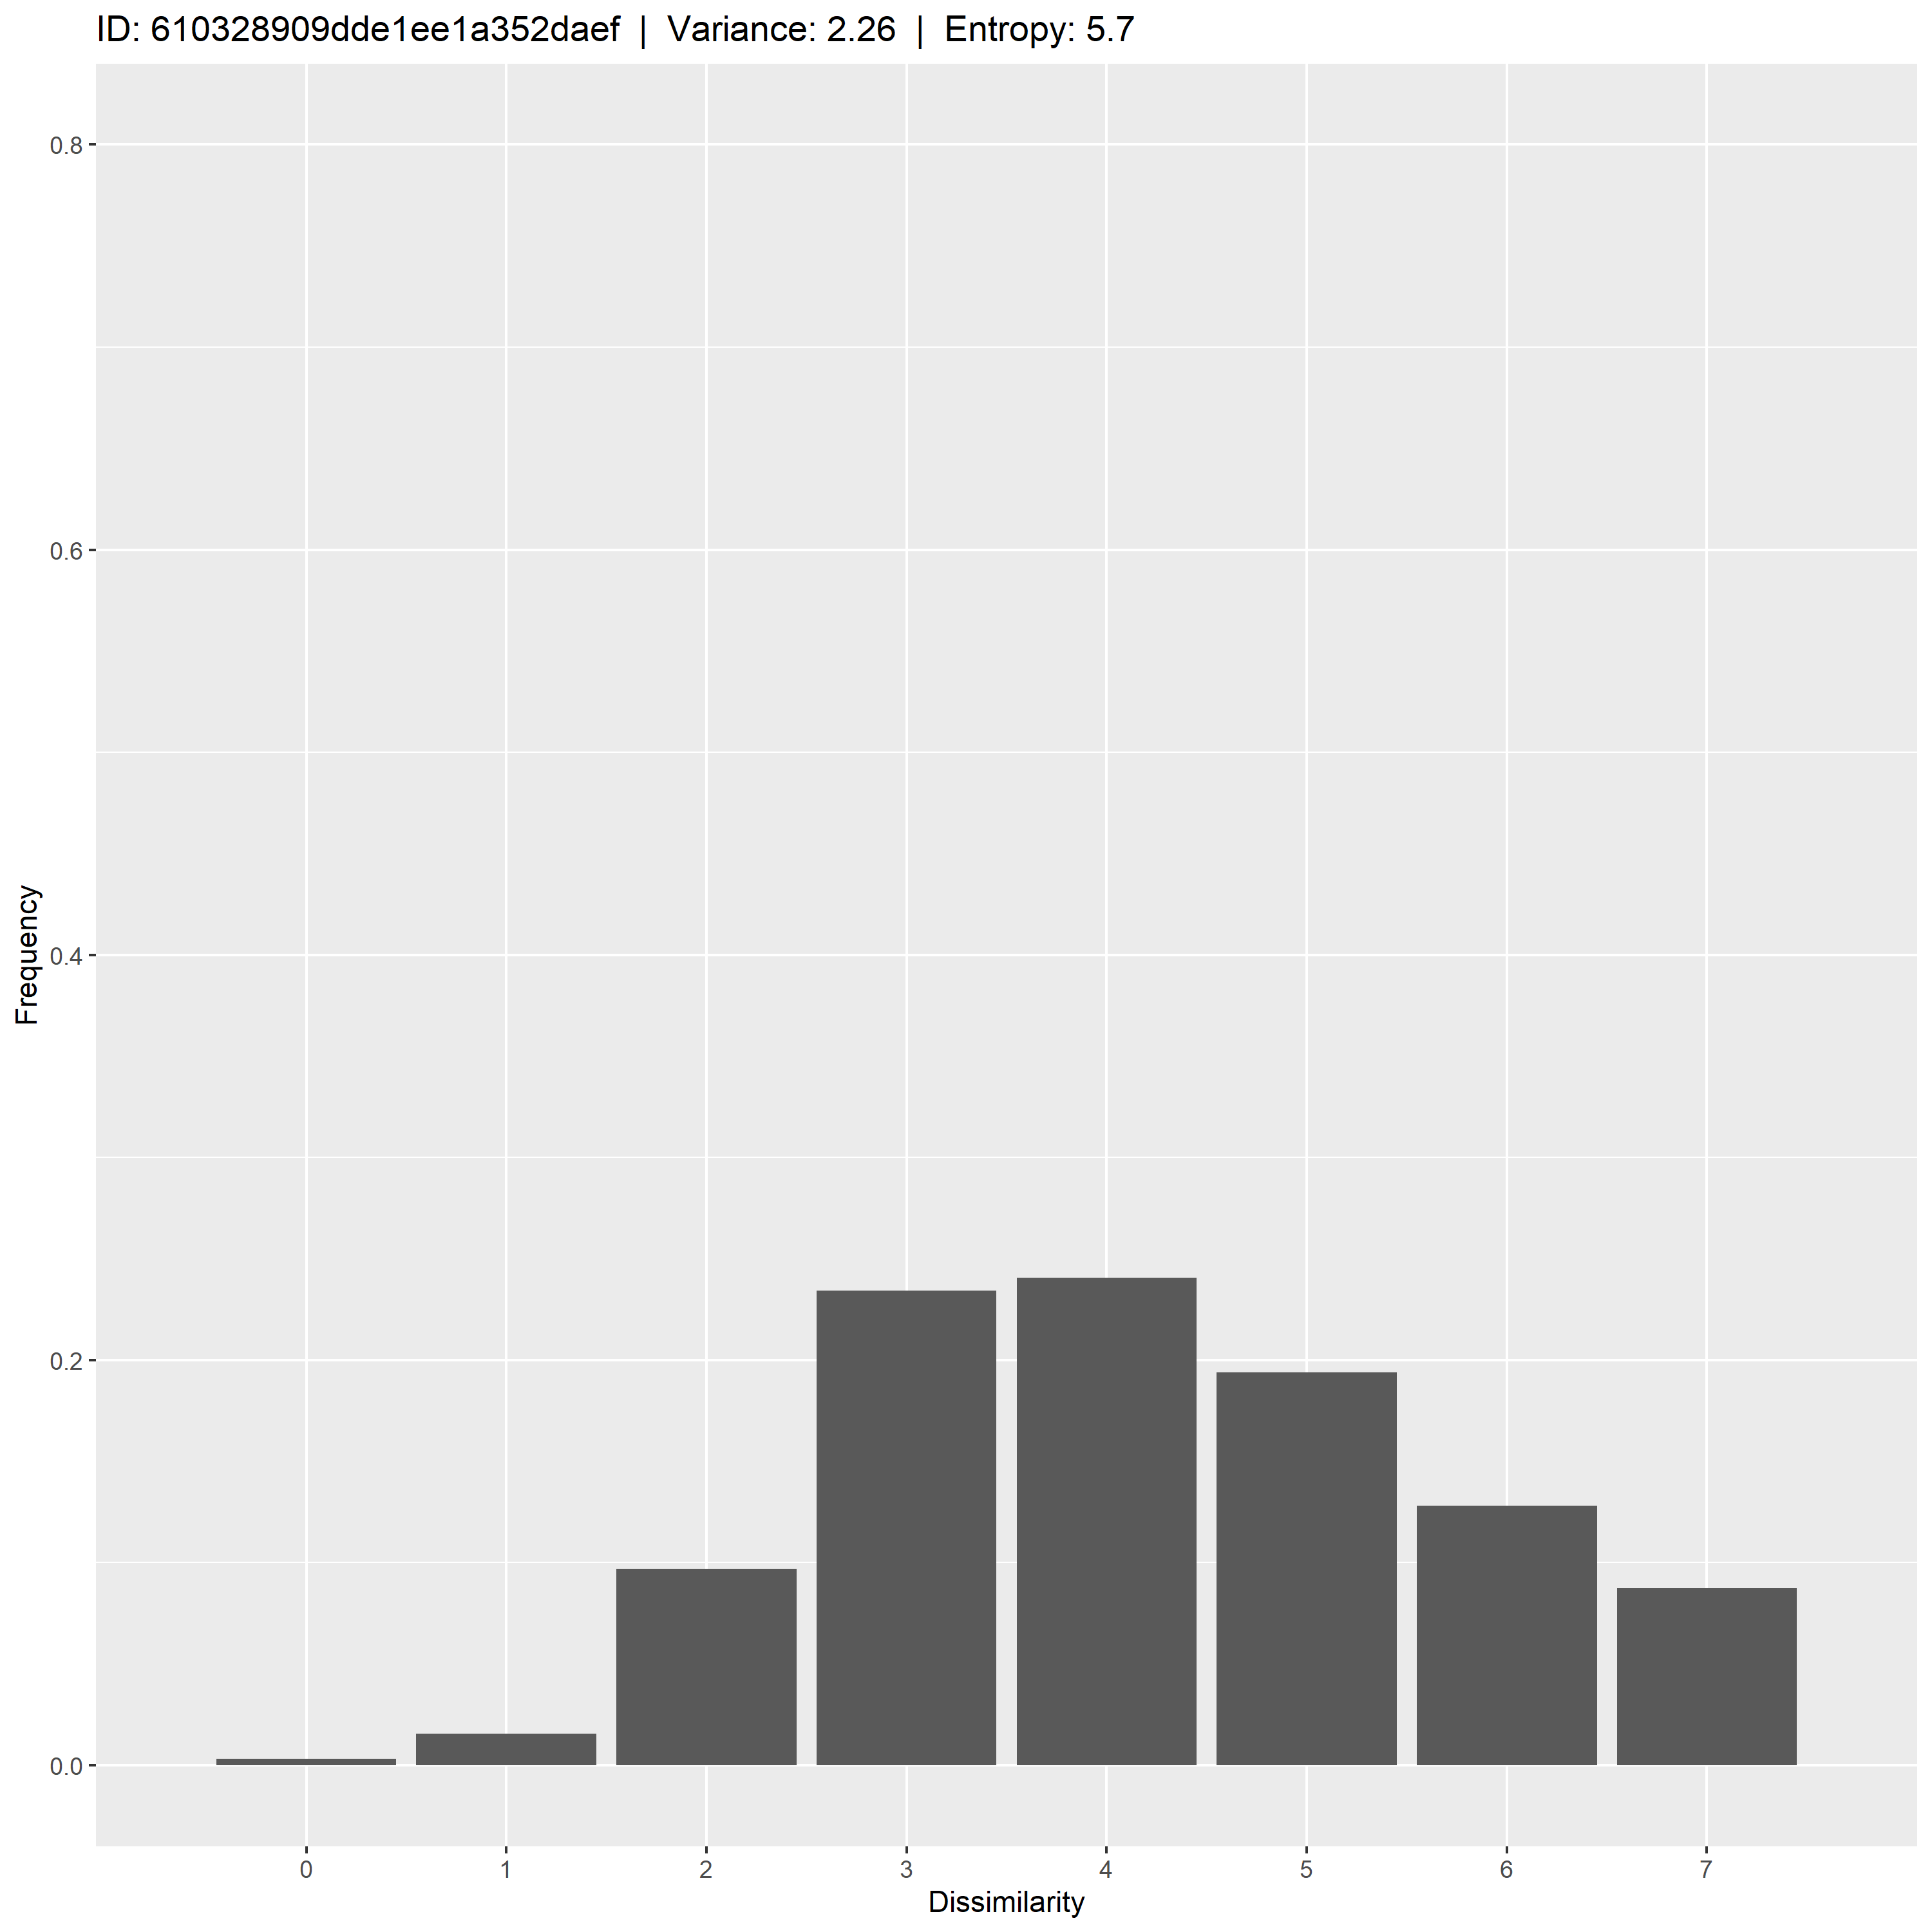 ID: 610328909dde1ee1a352daef  |  Variance: 2.26  |  Entropy: 5.7
0.8
0.6
0.4
0.2
0.0
Frequency
0 1 2 3 4 5 6 7
Dissimilarity